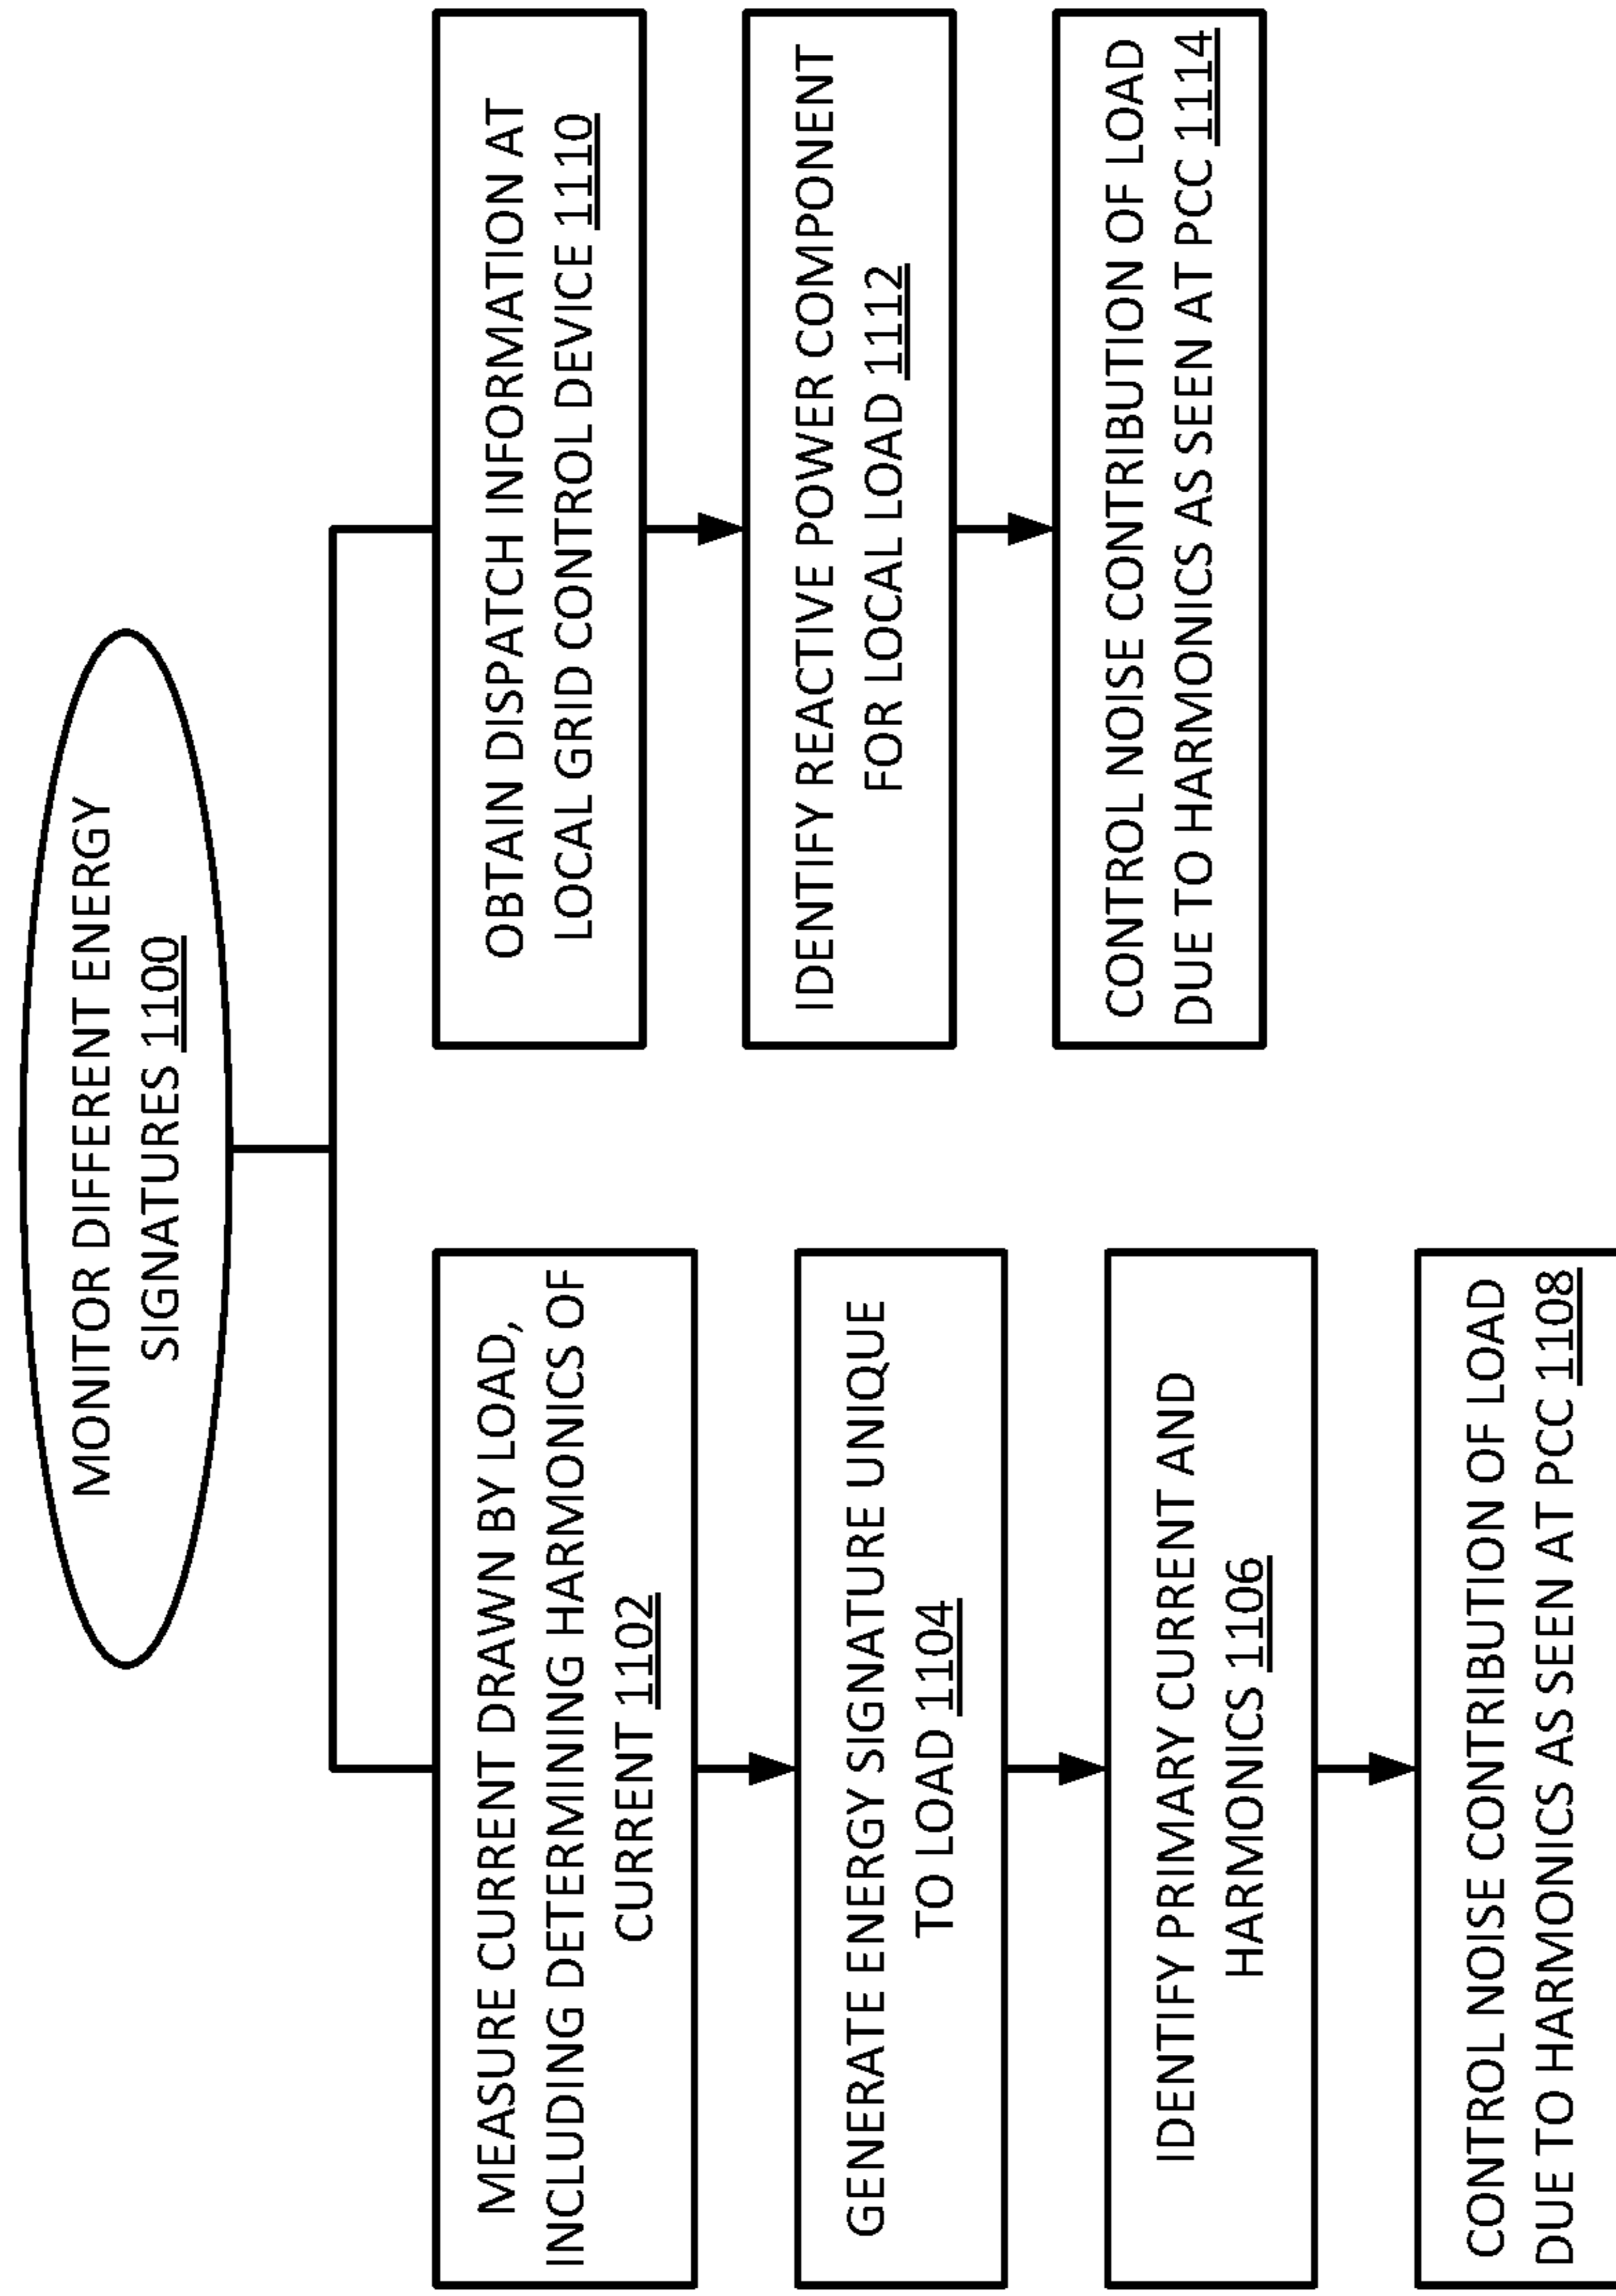 MONITOR DIFFERENT ENERGY
SIGNATURES 1100
MEASURE CURRENT DRAWN BY LOAD,
INCLUDING DETERMINING HARMONICS OF
CURRENT 1102
GENERATE ENERGY SIGNATURE UNIQUE
TO LOAD 1104
IDENTIFY PRIMARY CURRENT AND
HARMONICS 1106
CONTROL NOISE CONTRIBUTION OF LOAD
DUE TO HARMONICS AS SEEN AT PCC 1108
OBTAIN DISPATCH INFORMATION AT
LOCAL GRID CONTROL DEVICE 1110
IDENTIFY REACTIVE POWER COMPONENT
FOR LOCAL LOAD 1112
CONTROL NOISE CONTRIBUTION OF LOAD
DUE TO HARMONICS AS SEEN AT PCC 1114